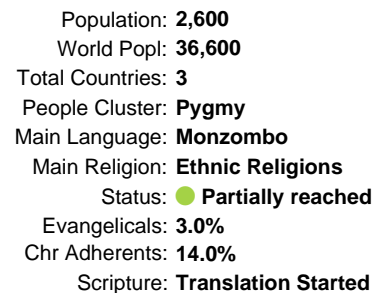 Population: 2,600
World Popl: 36,600
Total Countries: 3
People Cluster: Pygmy
Main Language: Monzombo
Main Religion: Ethnic Religions
Status: Partially reached
Evangelicals: 3.0%
Chr Adherents: 14.0%
Scripture: Translation Started